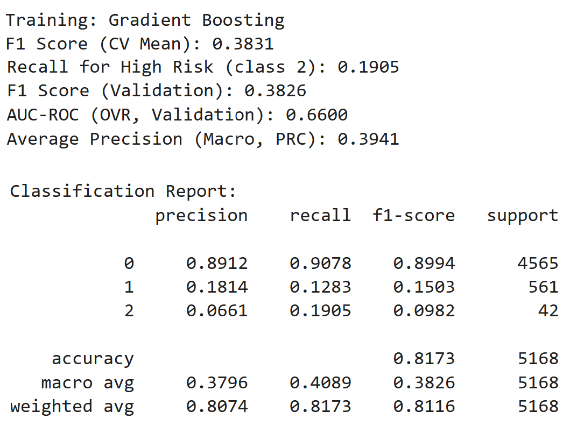 Training: Gradient Boosting
F1 Score (CV Mean): 0.3831
Recall for High Risk (class 2): 0.1905
F1 Score (Validation): 0.3826
AUC-ROC (OVR, Validation): 0.6600
Average Precision (Macro, PRC): 0.3941
Classification Report:
precision recall f1-score support
0 0.8912 0.9078 0.8994 4565
1 0.1814 0.1283 0.1503 561
2 0.0661 0.1905 0.0982 42
accuracy 0.8173 5168
macro avg 0.3796 0.4089 0.3826 5168
weighted avg 0.8074 0.8173 0.8116 5168